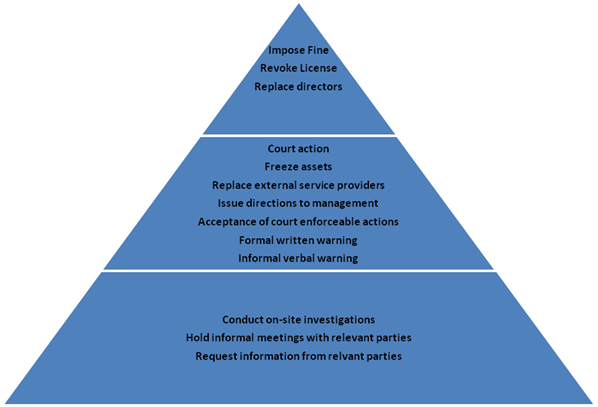 Impose Fine
Revoke License
Replace directors
Court action
Freeze assets
Replace external service providers
Issue directions to management
Acceptance of court enforceable actions
Formal written warning
Informal verbal warning
Conduct on-site investigations
Hold informal meetings with relevant parties
Request information from relvant parties